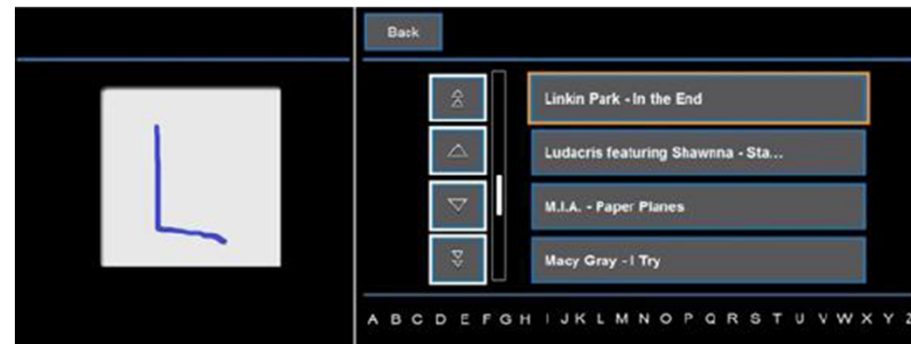 L
Back
Linkin Park - In the End
Ludacris featuring Shawnna - Sta...
M.I.A. - Paper Planes
Macy Gray - I Try
A B C D E F G H I J K L M N O P Q R S T U V W X Y Z